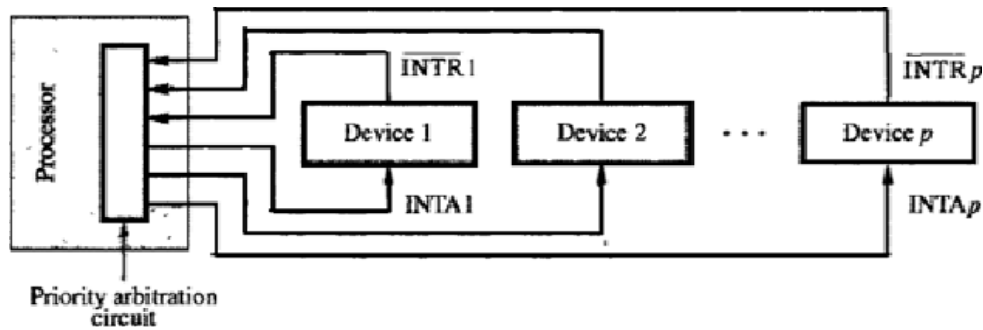 INTR1
INTRp
Processor
Device 1
Device 2
· · ·
Device p
INTA1
INTAp
Priority arbitration
circuit